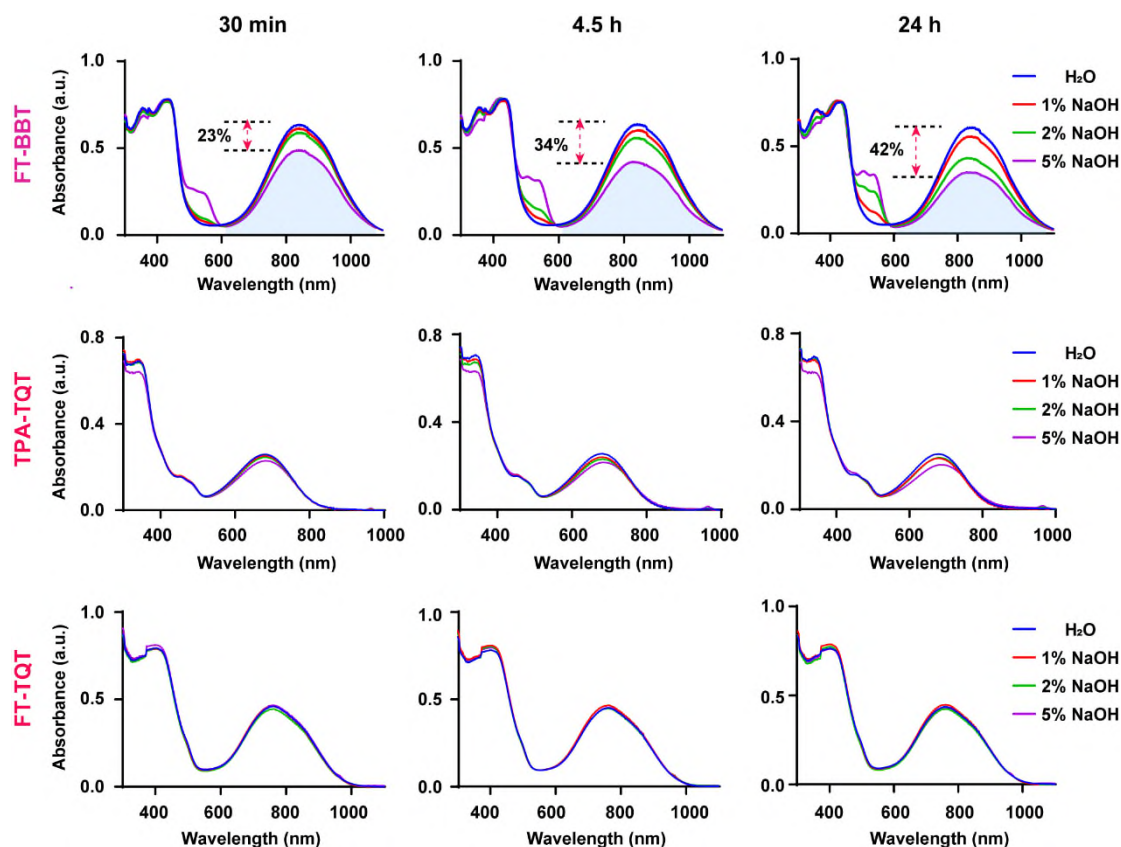 30 min 4.5 h 24 h
FT-BBT
Absorbance (a.u.)
1.0
0.5
0.0
23%
400 600 800 1000
Wavelength (nm)
Absorbance (a.u.)
1.0
0.5
0.0
34%
400 600 800 1000
Wavelength (nm)
Absorbance (a.u.)
1.0
0.5
0.0
42%
400 600 800 1000
Wavelength (nm)
H₂O
1% NaOH
2% NaOH
5% NaOH
TPA-TQT
Absorbance (a.u.)
0.8
0.4
0.0
400 600 800 1000
Wavelength (nm)
Absorbance (a.u.)
0.8
0.4
0.0
400 600 800 1000
Wavelength (nm)
Absorbance (a.u.)
0.8
0.4
0.0
400 600 800 1000
Wavelength (nm)
H₂O
1% NaOH
2% NaOH
5% NaOH
FT-TQT
Absorbance (a.u.)
1.0
0.5
0.0
400 600 800 1000
Wavelength (nm)
Absorbance (a.u.)
1.0
0.5
0.0
400 600 800 1000
Wavelength (nm)
Absorbance (a.u.)
1.0
0.5
0.0
400 600 800 1000
Wavelength (nm)
H₂O
1% NaOH
2% NaOH
5% NaOH